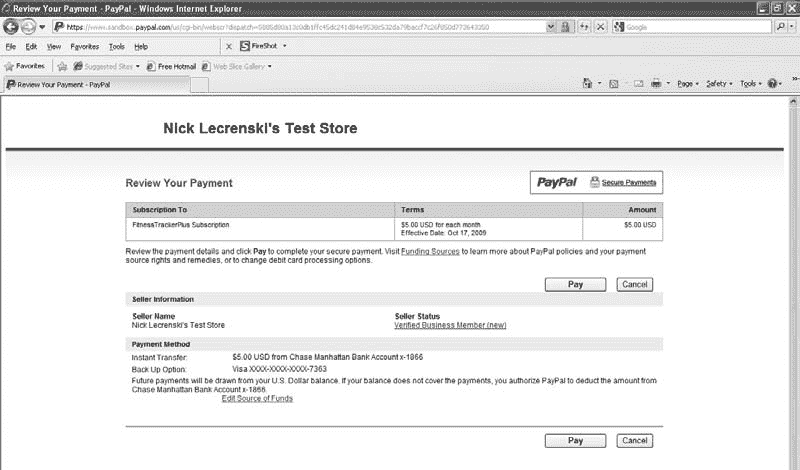 Review Your Payment - PayPal - Windows Internet Explorer
File Edit View Favorites Tools Help
FireShot
Google
Favorites Suggested Sites Free Hotmail Web Slice Gallery
Review Your Payment - PayPal
Page Safety Tools
Nick Lecrenski's Test Store
Review Your Payment
PayPal Secure Payments
Subscription To Terms Amount
FitnessTrackerPlus Subscription $5.00 USD for each month $5.00 USD
Effective Date: Oct 17, 2009
Review the payment details and click Pay to complete your secure payment. Visit Funding Sources to learn more about PayPal policies and your payment
source rights and remedies, or to change debit card processing options.
Pay Cancel
Seller Information
Seller Name Seller Status
Nick Lecrenski's Test Store Verified Business Member (new)
Payment Method
Instant Transfer: $5.00 USD from Chase Manhattan Bank Account x-1866
Back Up Option: Visa XXXX-XXXX-XXXX-7363
Future payments will be drawn from your U.S. Dollar balance. If your balance does not cover the payments, you authorize PayPal to deduct the amount from
Chase Manhattan Bank Account x-1866.
Edit Source of Funds
Pay Cancel